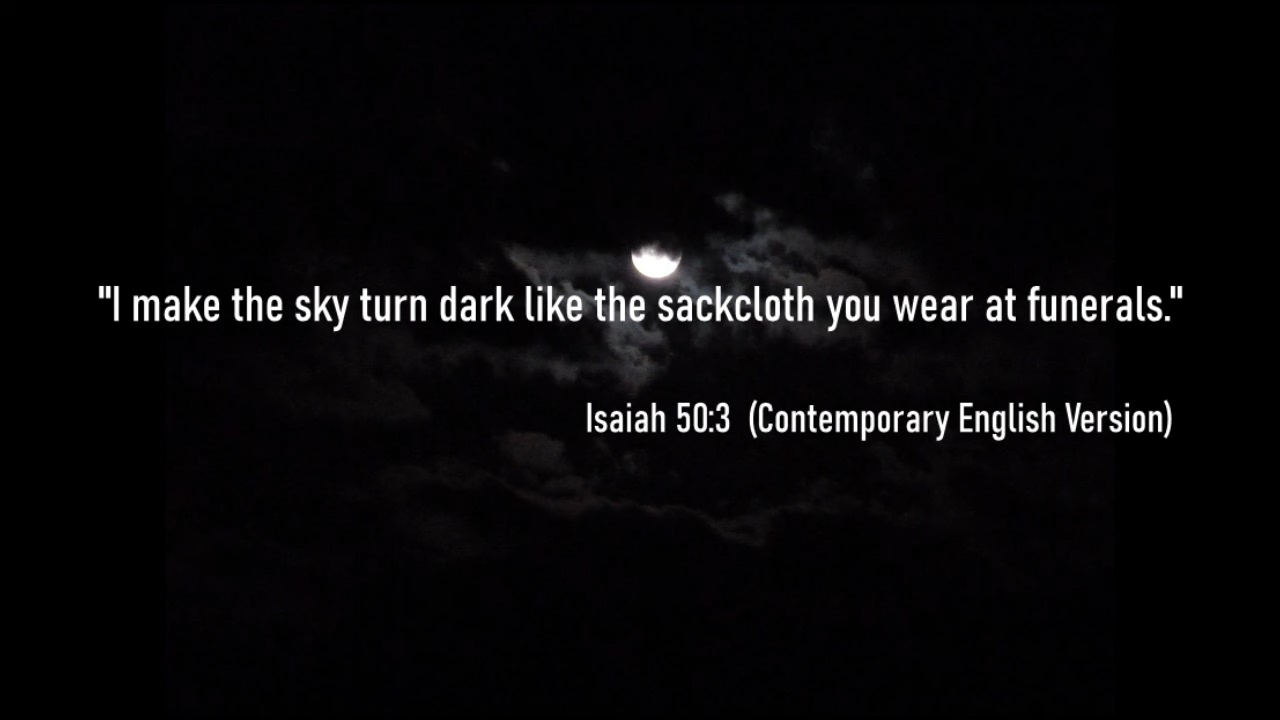 "I make the sky turn dark like the sackcloth you wear at funerals."
Isaiah 50:3 (Contemporary English Version)